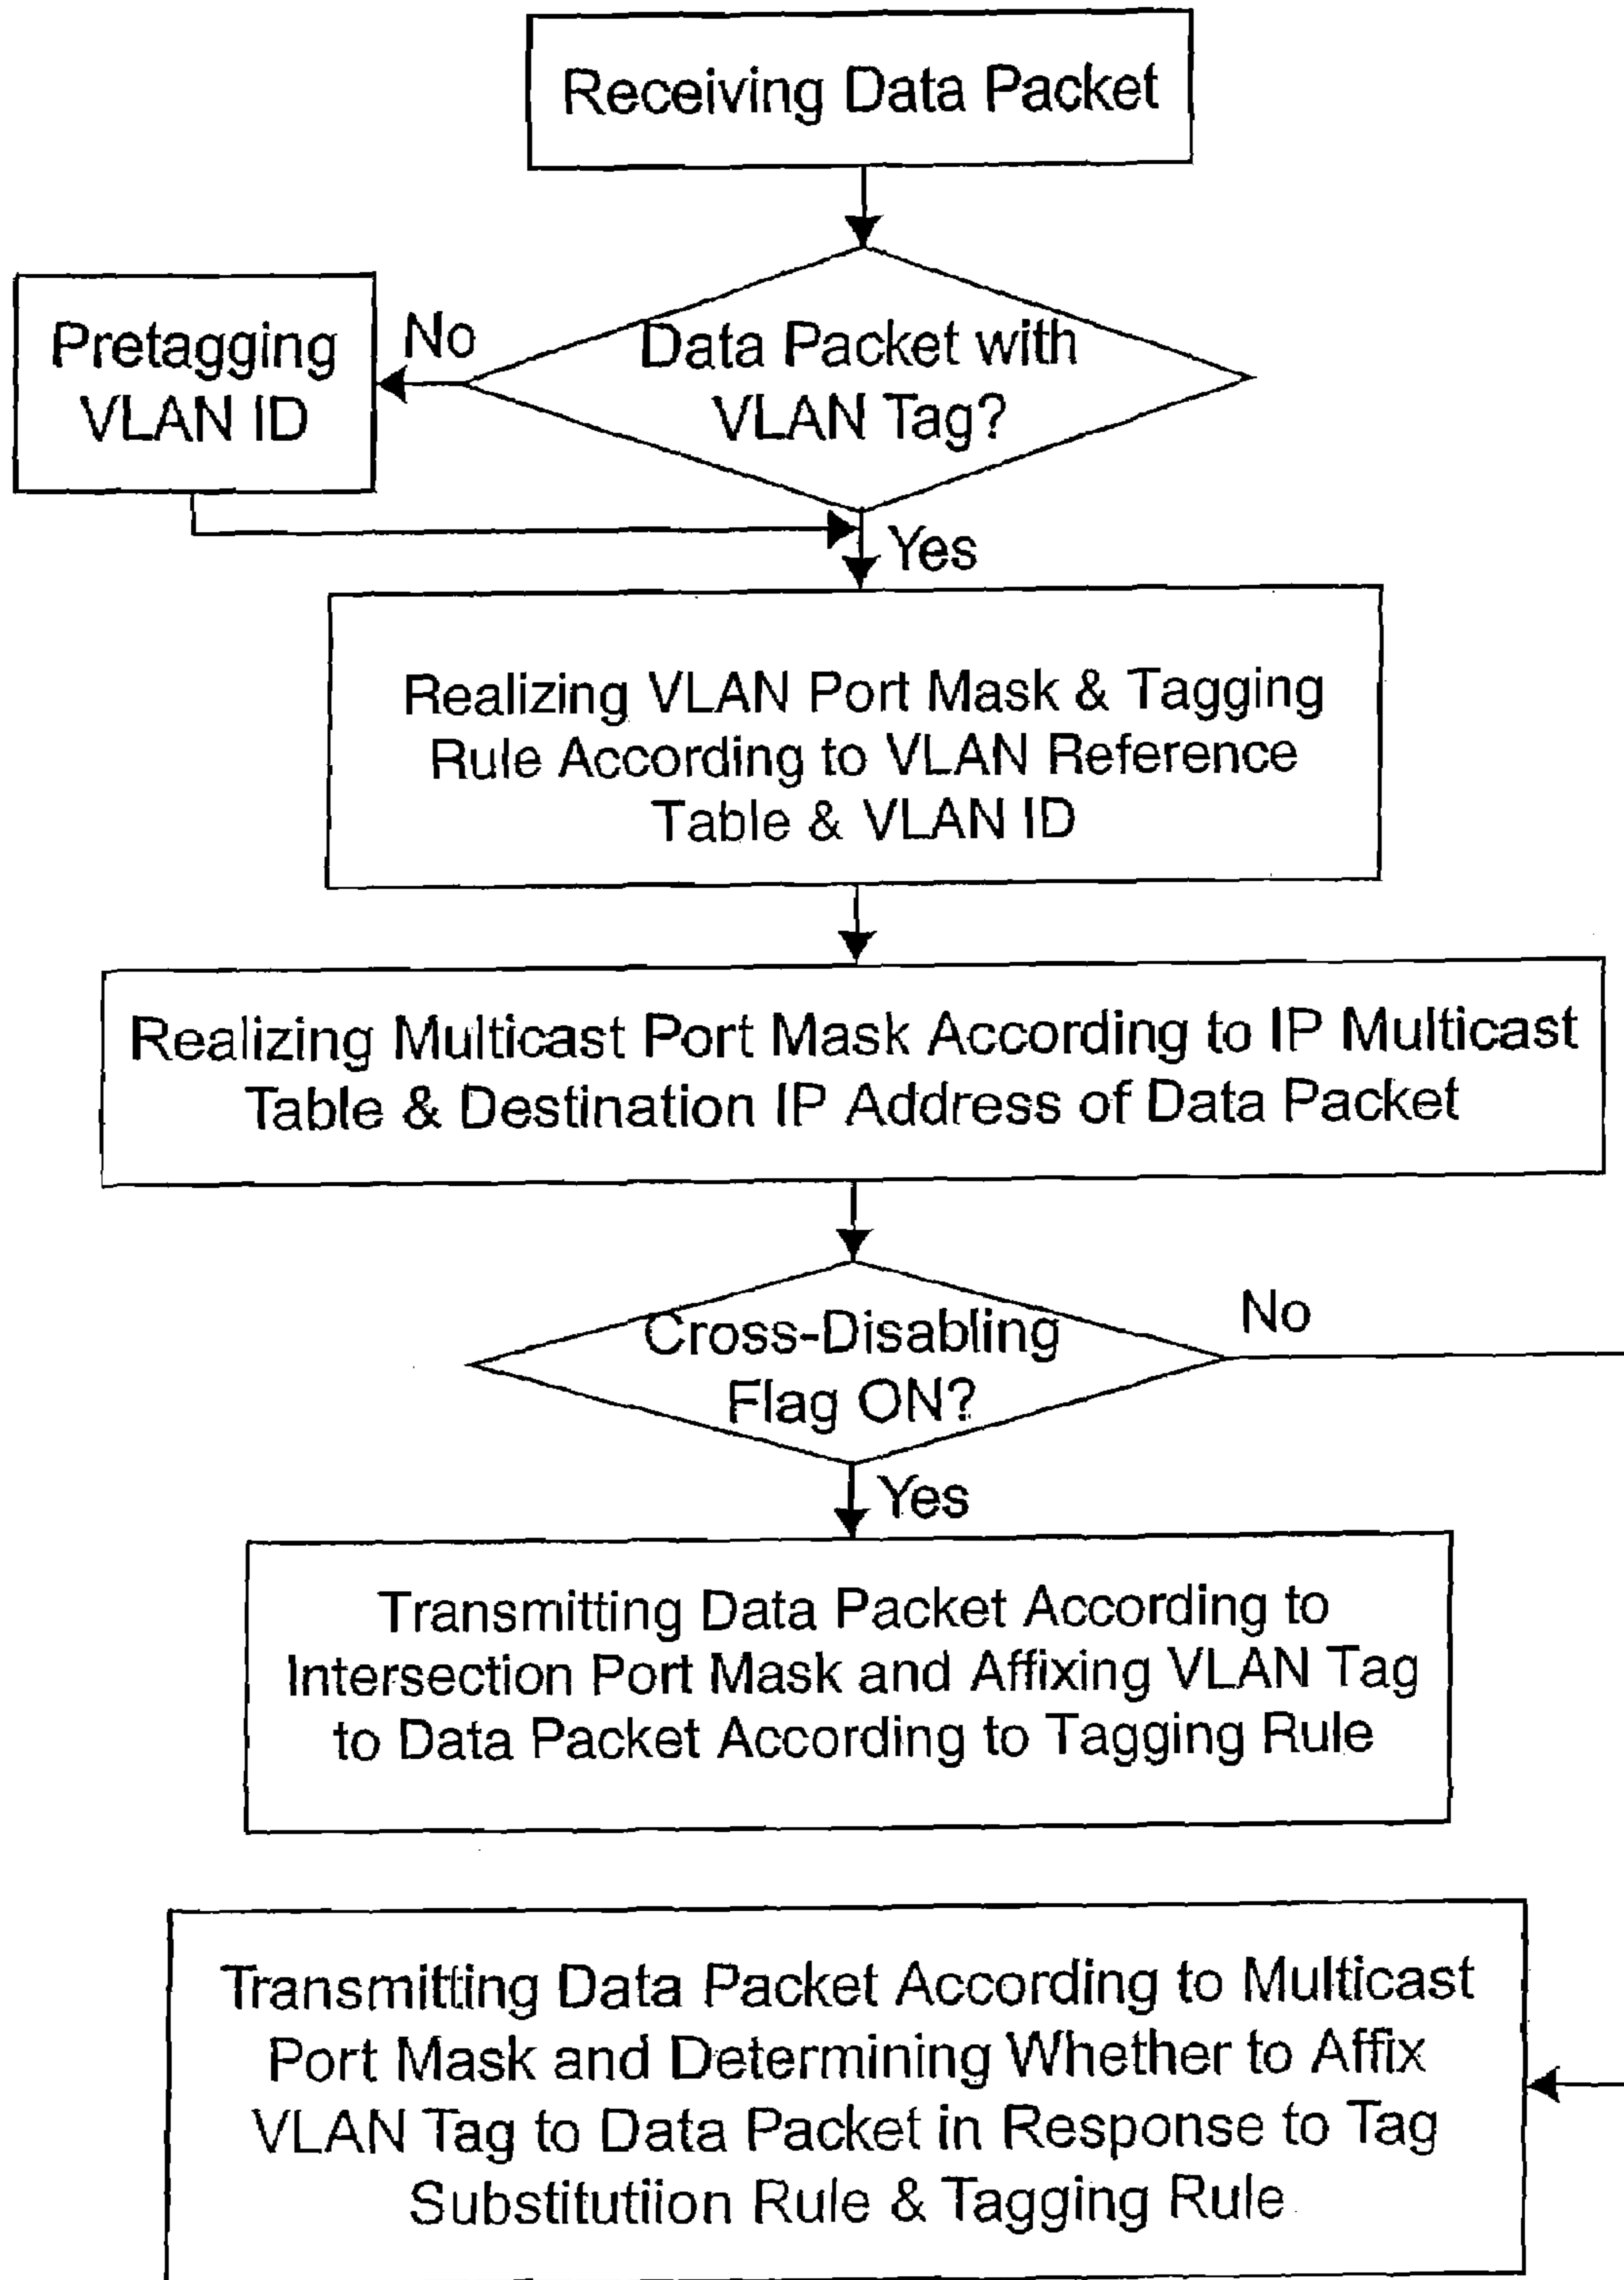 Receiving Data Packet
Data Packet with
VLAN Tag?
No
Pretagging
VLAN ID
Yes
Realizing VLAN Port Mask & Tagging
Rule According to VLAN Reference
Table & VLAN ID
Realizing Multicast Port Mask According to IP Multicast
Table & Destination IP Address of Data Packet
Cross-Disabling
Flag ON?
No
Yes
Transmitting Data Packet According to
Intersection Port Mask and Affixing VLAN Tag
to Data Packet According to Tagging Rule
Transmitting Data Packet According to Multicast
Port Mask and Determining Whether to Affix
VLAN Tag to Data Packet in Response to Tag
Substitutiion Rule & Tagging Rule